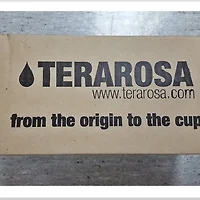 TERAROSA
www.terarosa.com
from the origin to the cup